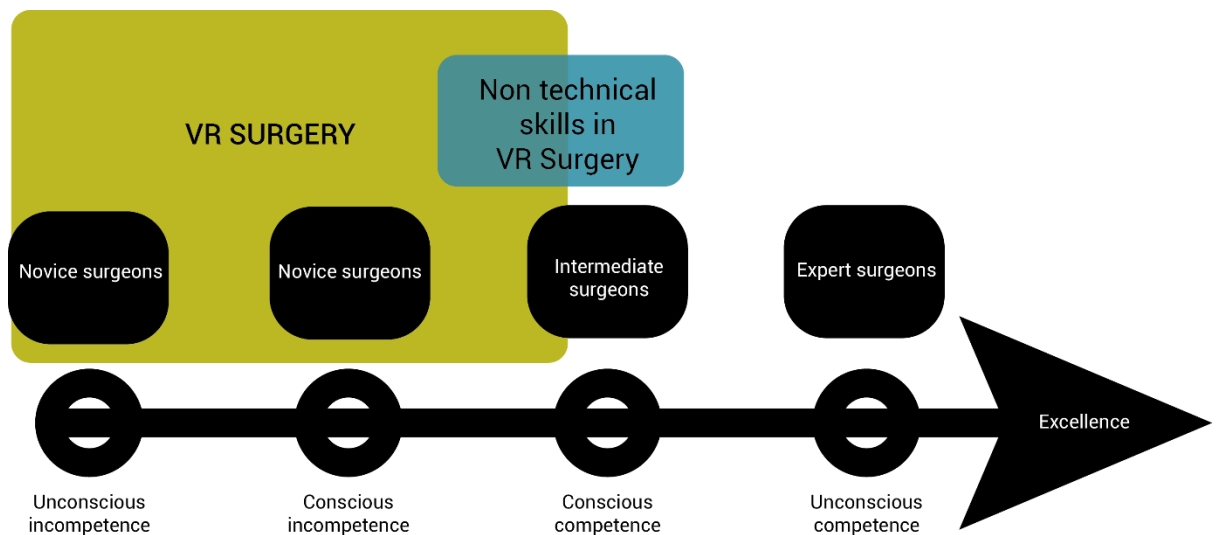 VR SURGERY
Non technical
skills in
VR Surgery
Novice surgeons
Novice surgeons
Intermediate
surgeons
Expert surgeons
Excellence
Unconscious
incompetence
Conscious
incompetence
Conscious
competence
Unconscious
competence